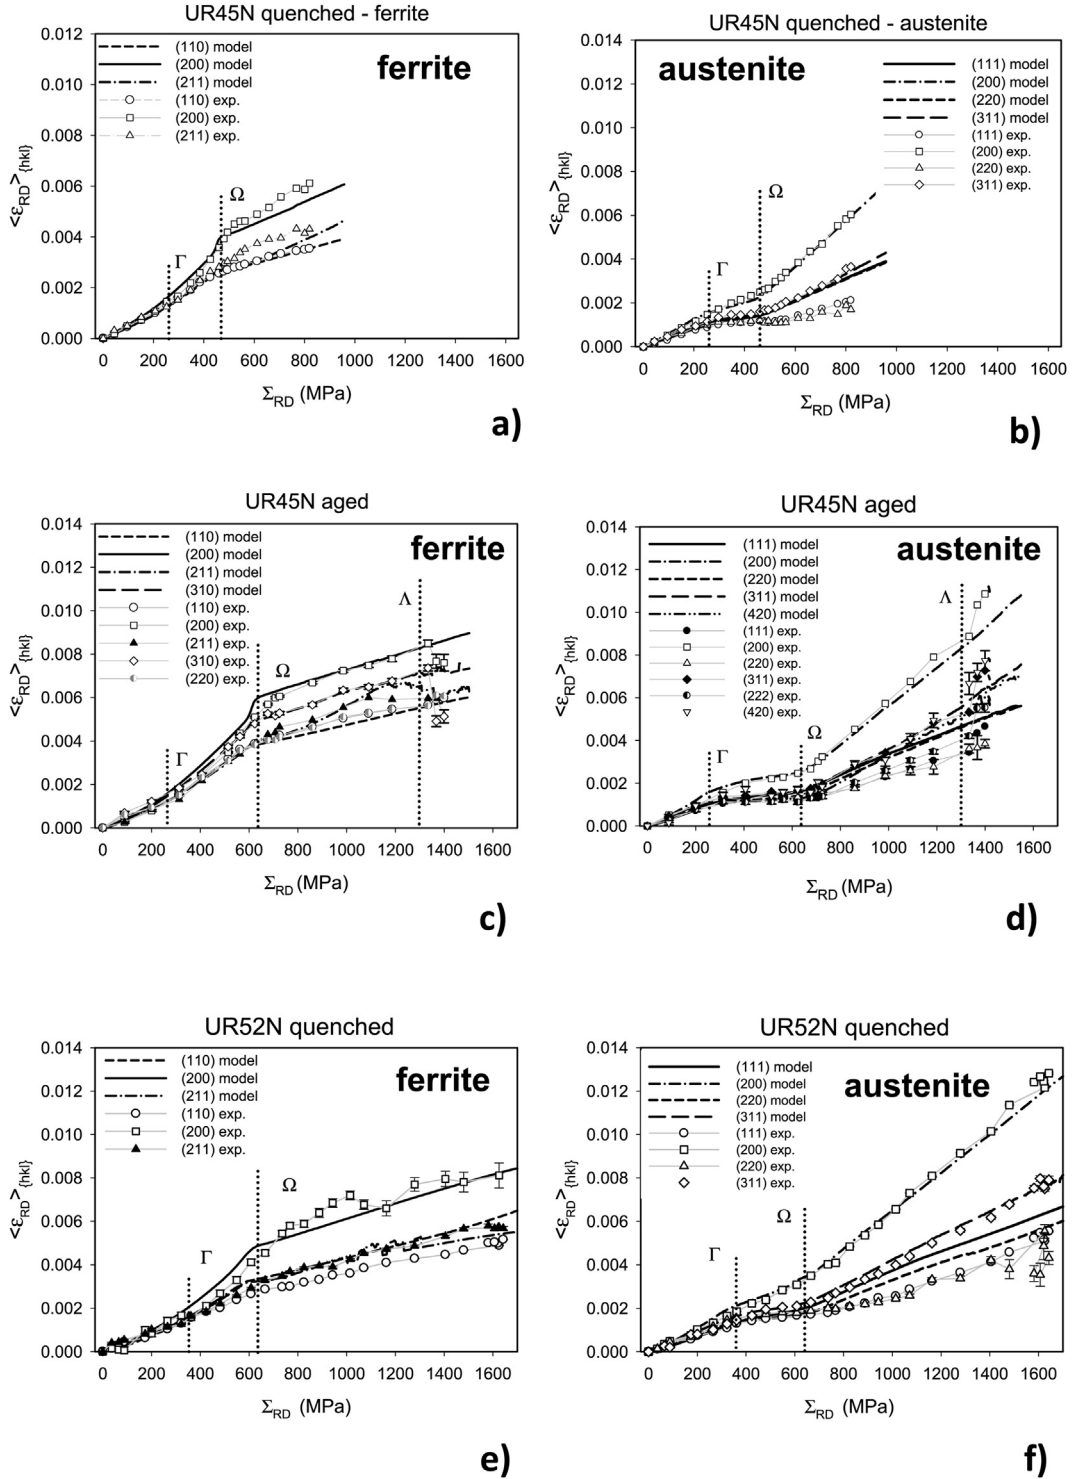 UR45N quenched - ferrite
0.012
0.010
0.008
0.006
0.004
0.002
0.000
<εRD>{hkl}
(110) model
(200) model
(211) model
(110) exp.
(200) exp.
(211) exp.
ferrite
Γ
Ω
0 200 400 600 800 1000 1200 1400 1600
ΣRD (MPa)
a)
UR45N quenched - austenite
0.014
0.012
0.010
0.008
0.006
0.004
0.002
0.000
<εRD>{hkl}
austenite
(111) model
(200) model
(220) model
(311) model
(111) exp.
(200) exp.
(220) exp.
(311) exp.
Γ
Ω
0 200 400 600 800 1000 1200 1400 1600
ΣRD (MPa)
b)
UR45N aged
0.014
0.012
0.010
0.008
0.006
0.004
0.002
0.000
<εRD>{hkl}
(110) model
(200) model
(211) model
(310) model
(110) exp.
(200) exp.
(211) exp.
(310) exp.
(220) exp.
ferrite
Γ
Ω
Λ
0 200 400 600 800 1000 1200 1400 1600
ΣRD (MPa)
c)
UR45N aged
0.014
0.012
0.010
0.008
0.006
0.004
0.002
0.000
<εRD>{hkl}
(111) model
(200) model
(220) model
(311) model
(420) model
(111) exp.
(200) exp.
(220) exp.
(311) exp.
(222) exp.
(420) exp.
austenite
Γ
Ω
Λ
0 200 400 600 800 1000 1200 1400 1600
ΣRD (MPa)
d)
UR52N quenched
0.014
0.012
0.010
0.008
0.006
0.004
0.002
0.000
<εRD>{hkl}
(110) model
(200) model
(211) model
(110) exp.
(200) exp.
(211) exp.
ferrite
Γ
Ω
0 200 400 600 800 1000 1200 1400 1600
ΣRD (MPa)
e)
UR52N quenched
0.014
0.012
0.010
0.008
0.006
0.004
0.002
0.000
<εRD>{hkl}
(111) model
(200) model
(220) model
(311) model
(111) exp.
(200) exp.
(220) exp.
(311) exp.
austenite
Γ
Ω
0 200 400 600 800 1000 1200 1400 1600
ΣRD (MPa)
f)